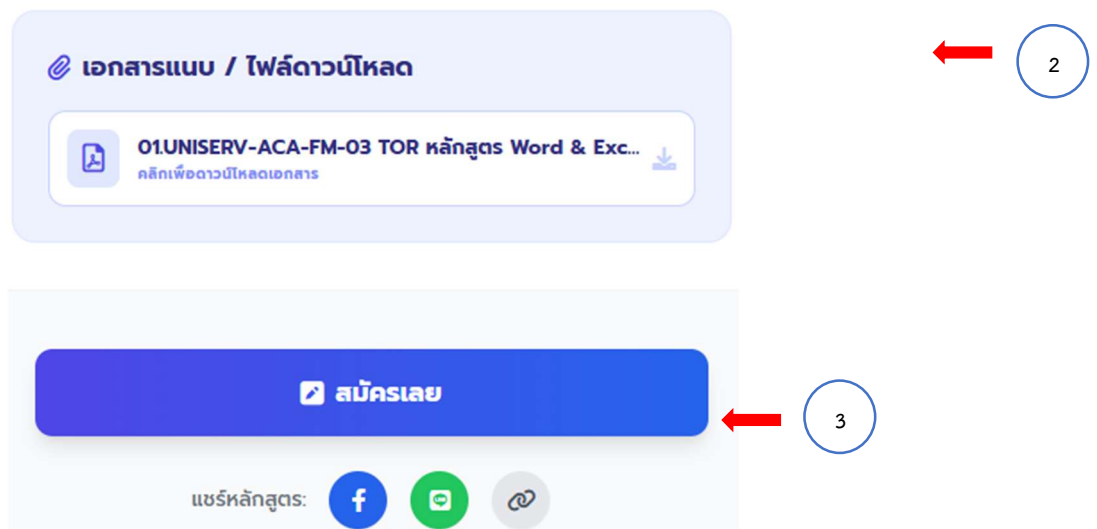 เอกสารแนบ / ไฟล์ดาวน์โหลด
2
01.UNISERV-ACA-FM-03 TOR หลักสูตร Word & Exc...
คลิกเพื่อดาวน์โหลดเอกสาร
สมัครเลย
3
แชร์หลักสูตร: